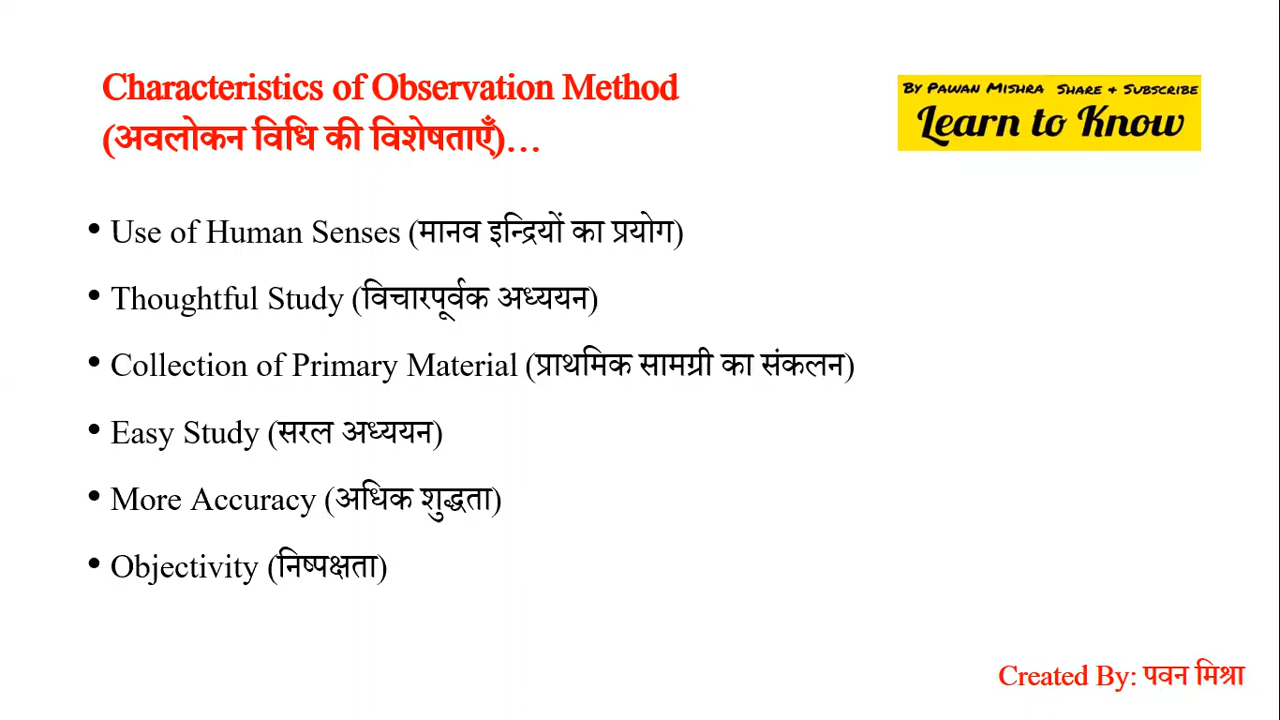 Characteristics of Observation Method
(अवलोकन विधि की विशेषताएँ)...
By Pawan Mishra Share & Subscribe
Learn to Know
• Use of Human Senses (मानव इन्द्रियों का प्रयोग)
• Thoughtful Study (विचारपूर्वक अध्ययन)
• Collection of Primary Material (प्राथमिक सामग्री का संकलन)
• Easy Study (सरल अध्ययन)
• More Accuracy (अधिक शुद्धता)
• Objectivity (निष्पक्षता)
Created By: पवन मिश्रा